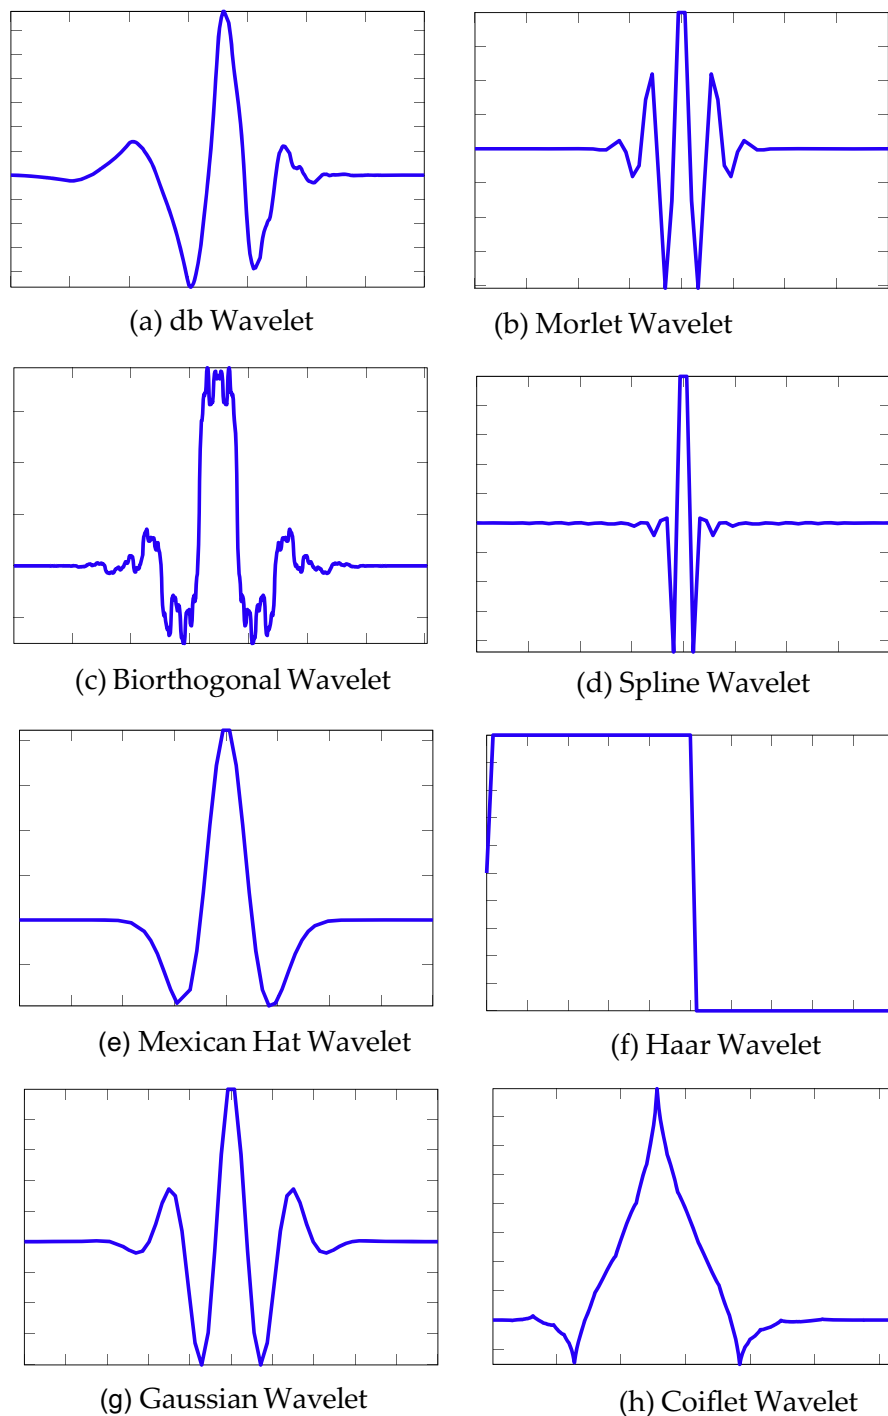 (a) db Wavelet
(b) Morlet Wavelet
(c) Biorthogonal Wavelet
(d) Spline Wavelet
(e) Mexican Hat Wavelet
(f) Haar Wavelet
(g) Gaussian Wavelet
(h) Coiflet Wavelet